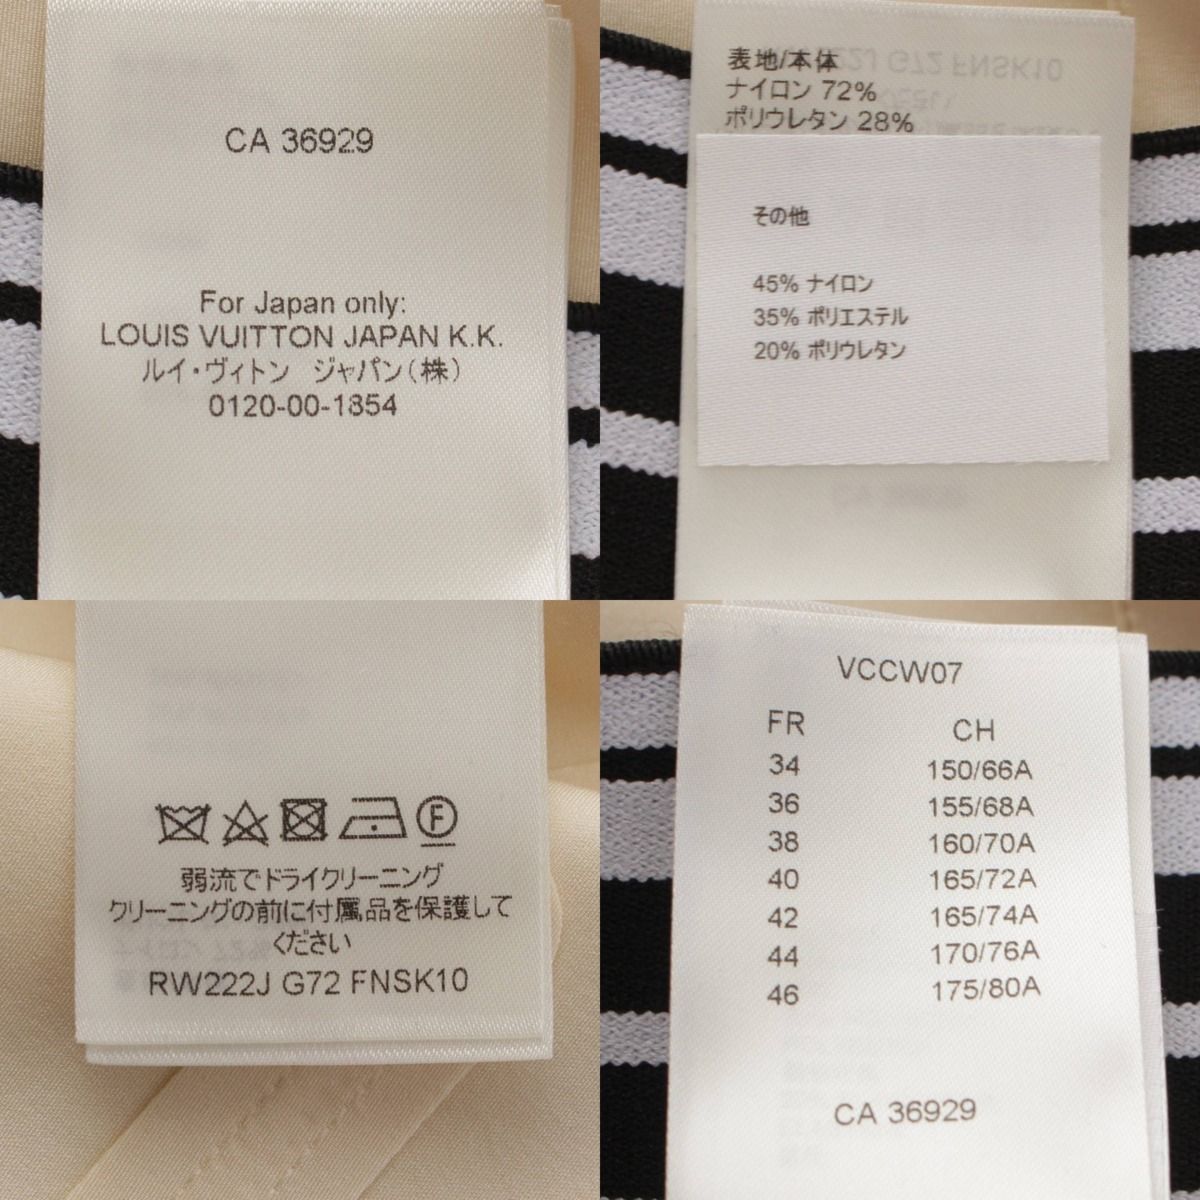 CA 36929
For Japan only:
LOUIS VUITTON JAPAN K.K.
ルイ・ヴィトン ジャパン(株)
0120-00-1854
表地/本体
ナイロン 72%
ポリウレタン 28%
その他
45% ナイロン
35% ポリエステル
20% ポリウレタン
F
弱流でドライクリーニング
クリーニングの前に付属品を保護して
ください
RW222J G72 FNSK10
VCCW07
FR CH
34 150/66A
36 155/68A
38 160/70A
40 165/72A
42 165/74A
44 170/76A
46 175/80A
CA 36929